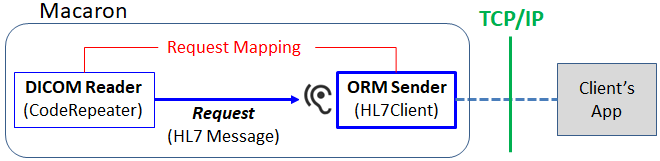 Macaron
TCP/IP
Request Mapping
DICOM Reader
(CodeRepeater)
Request
(HL7 Message)
ORM Sender
(HL7Client)
Client's
App